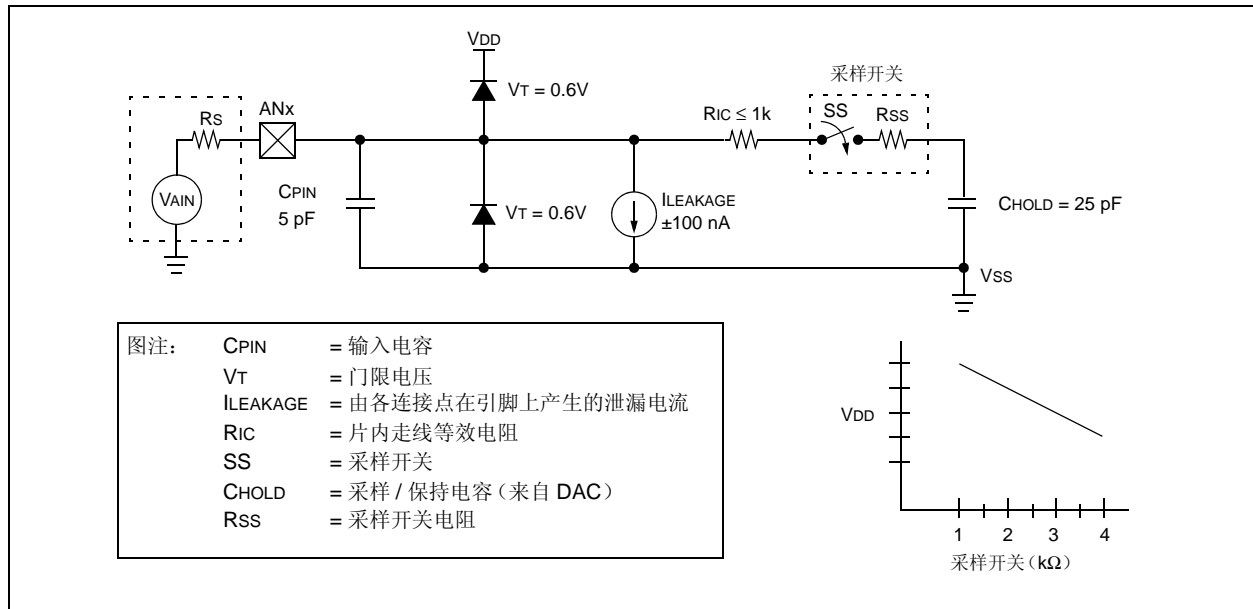 VDD
采样开关
VT = 0.6V
RS
ANx
RIC ≤ 1k
SS
RSS
VAIN
CPIN
5 pF
VT = 0.6V
ILEAKAGE
±100 nA
CHOLD = 25 pF
VSS
图注：
CPIN = 输入电容
VT = 门限电压
ILEAKAGE = 由各连接点在引脚上产生的泄漏电流
RIC = 片内走线等效电阻
SS = 采样开关
CHOLD = 采样 / 保持电容（来自 DAC）
RSS = 采样开关电阻
VDD
1 2 3 4
采样开关（kΩ）